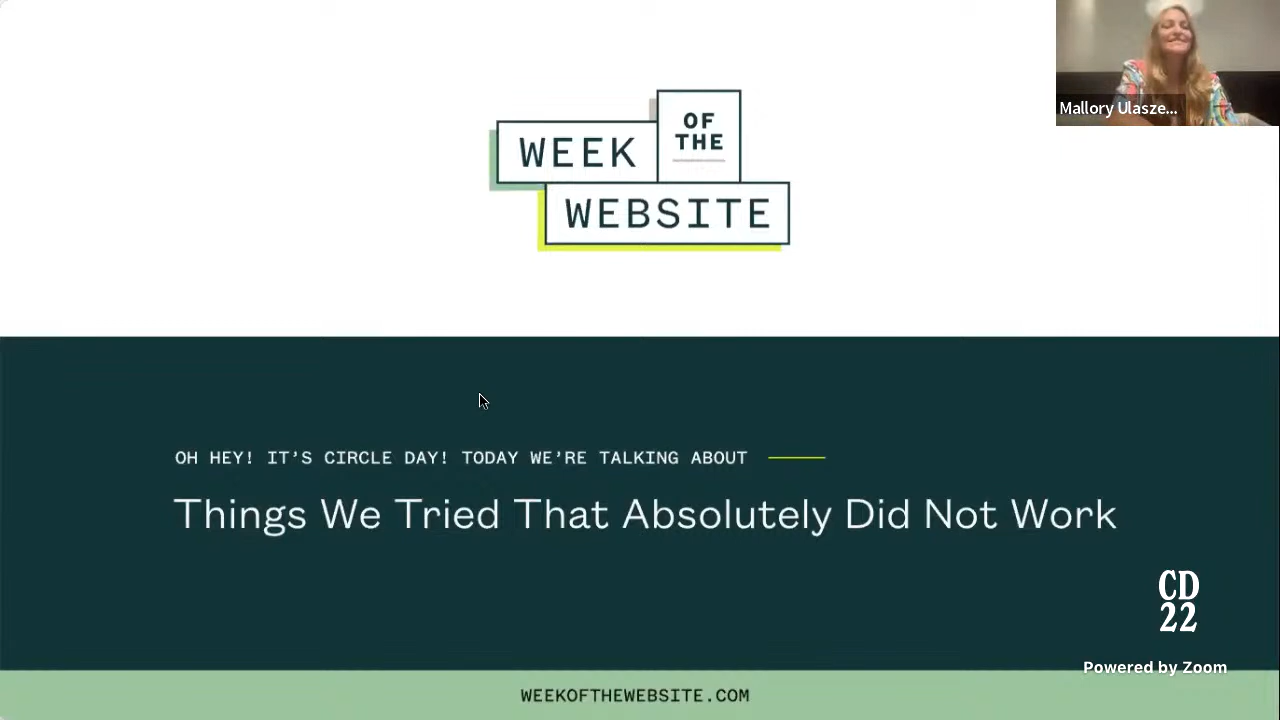 OF
THE
WEEK
WEBSITE
Mallory Ulasze...
OH HEY! IT’S CIRCLE DAY! TODAY WE’RE TALKING ABOUT
Things We Tried That Absolutely Did Not Work
CD
22
Powered by Zoom
WEEKOFTHEWEBSITE.COM